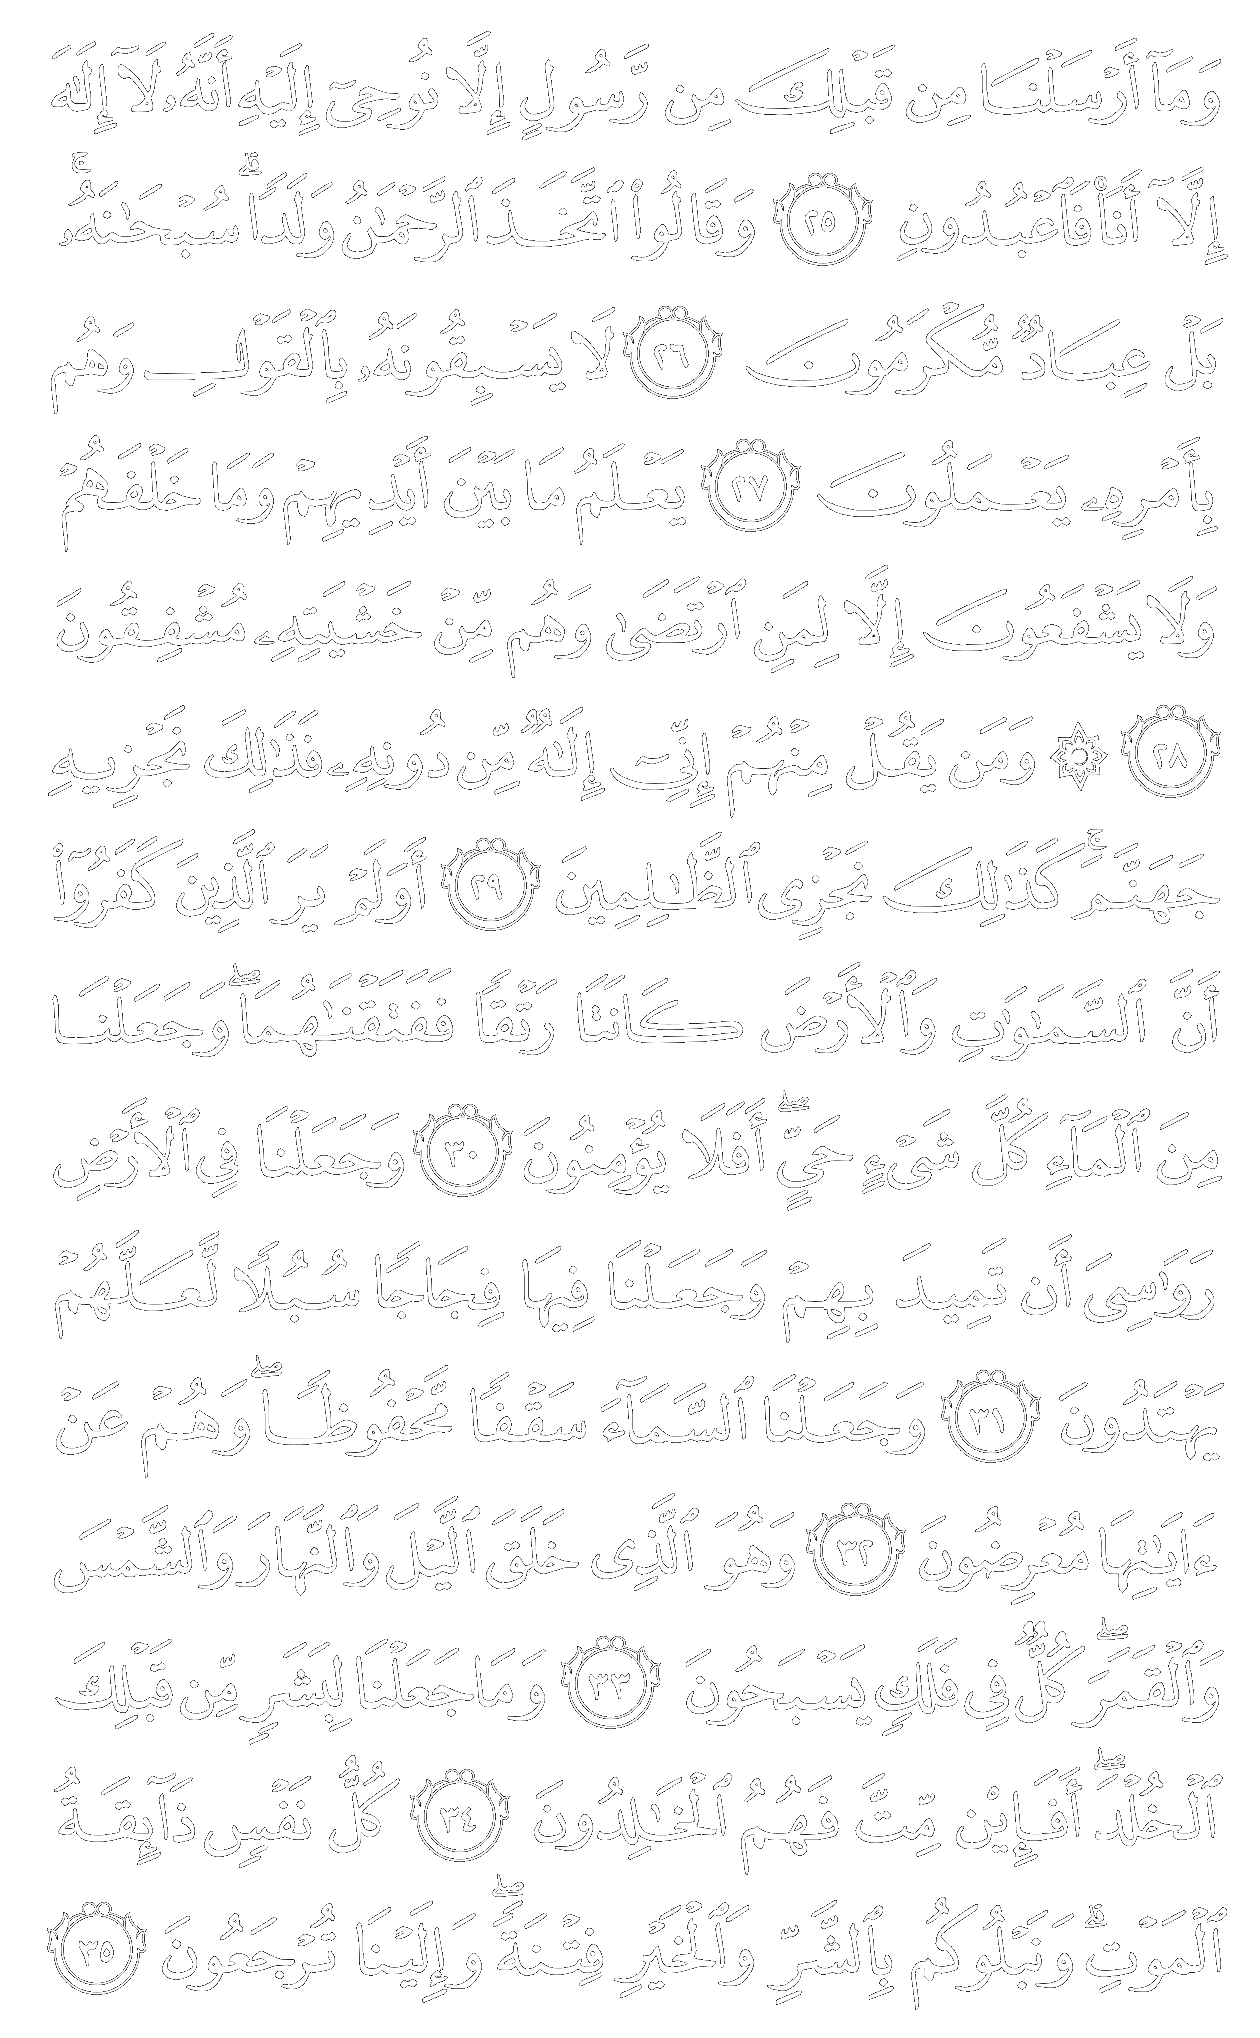 وَمَآ أَرْسَلْنَا مِن قَبْلِكَ مِن رَّسُولٍ إِلَّا نُوحِىٓ إِلَيْهِ أَنَّهُۥ لَآ إِلَٰهَ
إِلَّآ أَنَا۠ فَٱعْبُدُونِ ٢٥ وَقَالُوا۟ ٱتَّخَذَ ٱلرَّحْمَٰنُ وَلَدًاۗ سُبْحَٰنَهُۥۚ
بَلْ عِبَادٌ مُّكْرَمُونَ ٢٦ لَا يَسْبِقُونَهُۥ بِٱلْقَوْلِ وَهُم
بِأَمْرِهِۦ يَعْمَلُونَ ٢٧ يَعْلَمُ مَا بَيْنَ أَيْدِيهِمْ وَمَا خَلْفَهُمْ
وَلَا يَشْفَعُونَ إِلَّا لِمَنِ ٱرْتَضَىٰ وَهُم مِّنْ خَشْيَتِهِۦ مُشْفِقُونَ
٢٨ ۞ وَمَن يَقُلْ مِنْهُمْ إِنِّىٓ إِلَٰهٌ مِّن دُونِهِۦ فَذَٰلِكَ نَجْزِيهِ
جَهَنَّمَۚ كَذَٰلِكَ نَجْزِى ٱلظَّٰلِمِينَ ٢٩ أَوَلَمْ يَرَ ٱلَّذِينَ كَفَرُوٓا۟
أَنَّ ٱلسَّمَٰوَٰتِ وَٱلْأَرْضَ كَانَتَا رَتْقًا فَفَتَقْنَٰهُمَاۖ وَجَعَلْنَا
مِنَ ٱلْمَآءِ كُلَّ شَىْءٍ حَىٍّۖ أَفَلَا يُؤْمِنُونَ ٣٠ وَجَعَلْنَا فِى ٱلْأَرْضِ
رَوَٰسِىَ أَن تَمِيدَ بِهِمْ وَجَعَلْنَا فِيهَا فِجَاجًا سُبُلًا لَّعَلَّهُمْ
يَهْتَدُونَ ٣١ وَجَعَلْنَا ٱلسَّمَآءَ سَقْفًا مَّحْفُوظًاۖ وَهُمْ عَنْ
ءَايَٰتِهَا مُعْرِضُونَ ٣٢ وَهُوَ ٱلَّذِى خَلَقَ ٱلَّيْلَ وَٱلنَّهَارَ وَٱلشَّمْسَ
وَٱلْقَمَرَۖ كُلٌّ فِى فَلَكٍ يَسْبَحُونَ ٣٣ وَمَا جَعَلْنَا لِبَشَرٍ مِّن قَبْلِكَ
ٱلْخُلْدَۖ أَفَإِي۟ن مِّتَّ فَهُمُ ٱلْخَٰلِدُونَ ٣٤ كُلُّ نَفْسٍ ذَآئِقَةُ
ٱلْمَوْتِۗ وَنَبْلُوكُم بِٱلشَّرِّ وَٱلْخَيْرِ فِتْنَةًۖ وَإِلَيْنَا تُرْجَعُونَ ٣٥